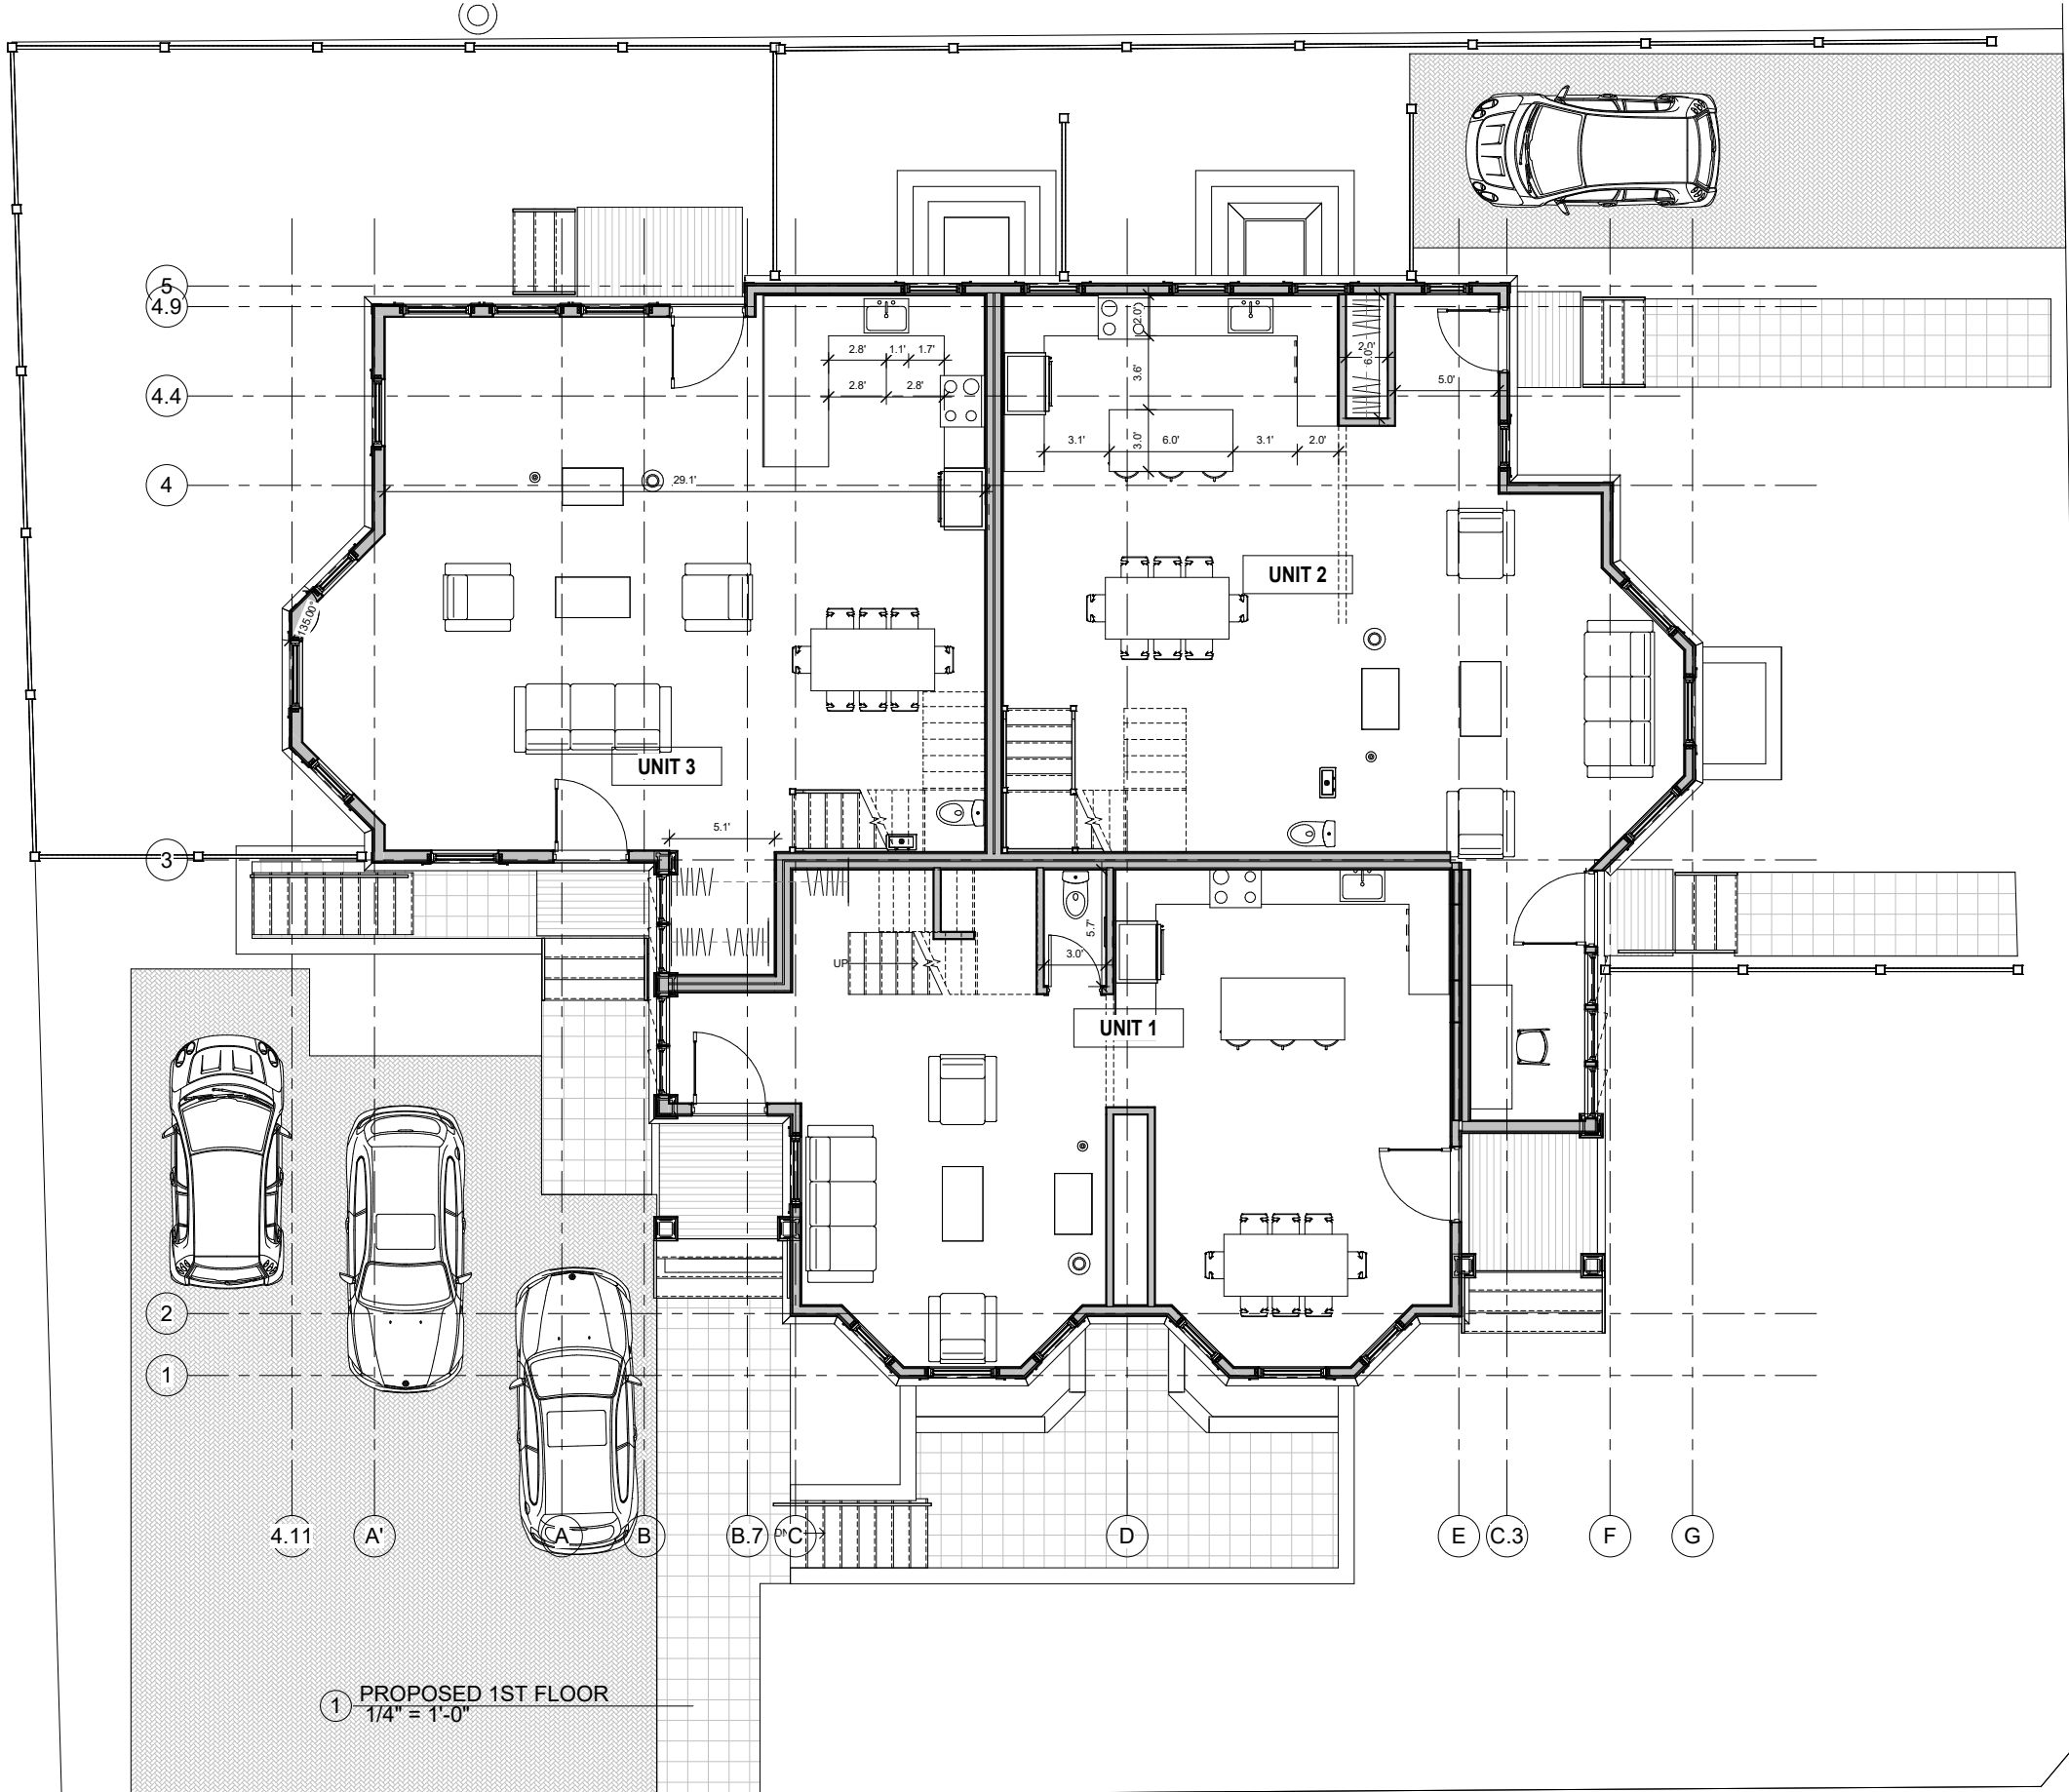 5
4.9
2.0'
2.8'
1.1'
1.7'
2.0'
6.0'
3.6'
2.8'
2.8'
5.0'
4.4
3.1'
6.0'
3.0'
3.1'
2.0'
4
29.1'
UNIT 2
135.00°
UNIT 3
5.1'
3
5.7'
3.0'
UP
UNIT 1
2
1
4.11
A'
A
B
B.7
DN
C
D
E
C.3
F
G
1
PROPOSED 1ST FLOOR
1/4" = 1'-0"